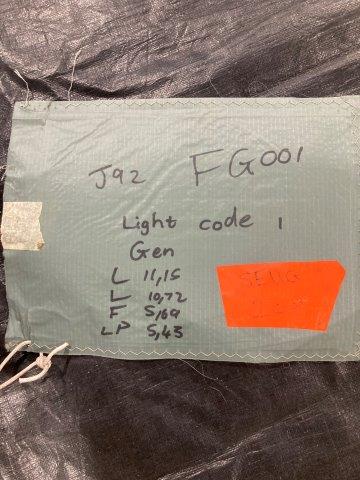 J92 FG001
Light code 1
Gen
L 11,15
L 10,72
F 5,69
LP 5,43